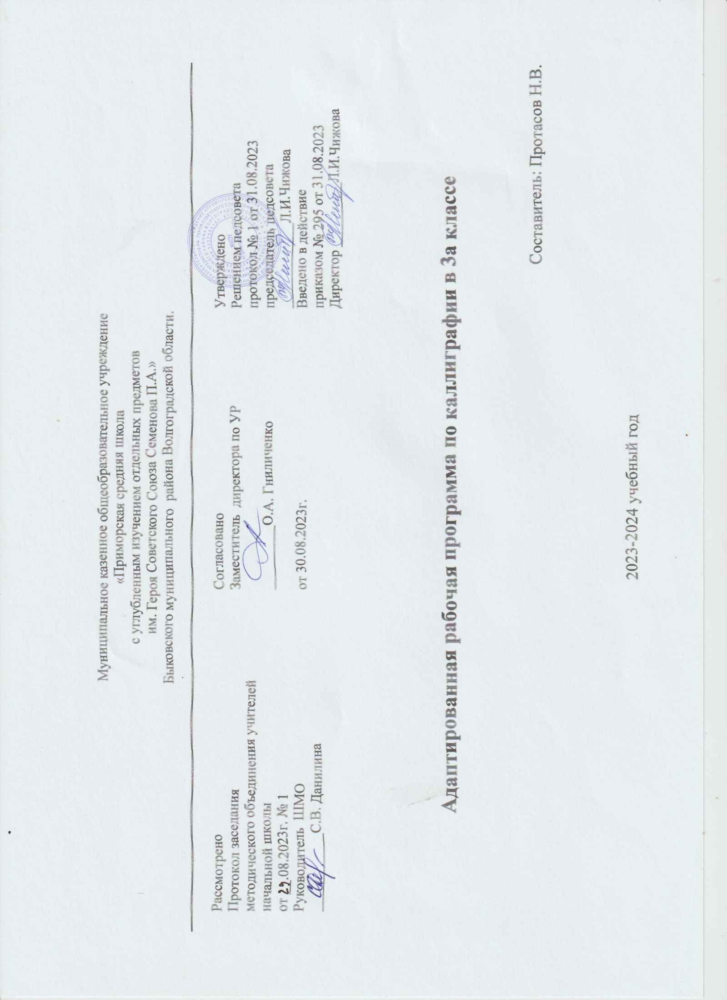 Муниципальное казенное общеобразовательное учреждение
«Приморская средняя школа
с углубленным изучением отдельных предметов
им. Героя Советского Союза Семенова П.А.»
Быковского муниципального района Волгоградской области.
Рассмотрено
Протокол заседания
методического объединения учителей
начальной школы
от 29.08.2023г. № 1
Руководитель ШМО
С.В. Данилина
Согласовано
Заместитель директора по УР
О.А. Гниличенко
от 30.08.2023г.
Утверждено
Решением педсовета
протокол № 1 от 31.08.2023
председатель педсовета
Л.И.Чижова
Введено в действие
приказом № 295 от 31.08.2023
Директор Л.И.Чижова
Адаптированная рабочая программа по каллиграфии в 3а классе
Составитель: Протасов Н.В.
2023-2024 учебный год